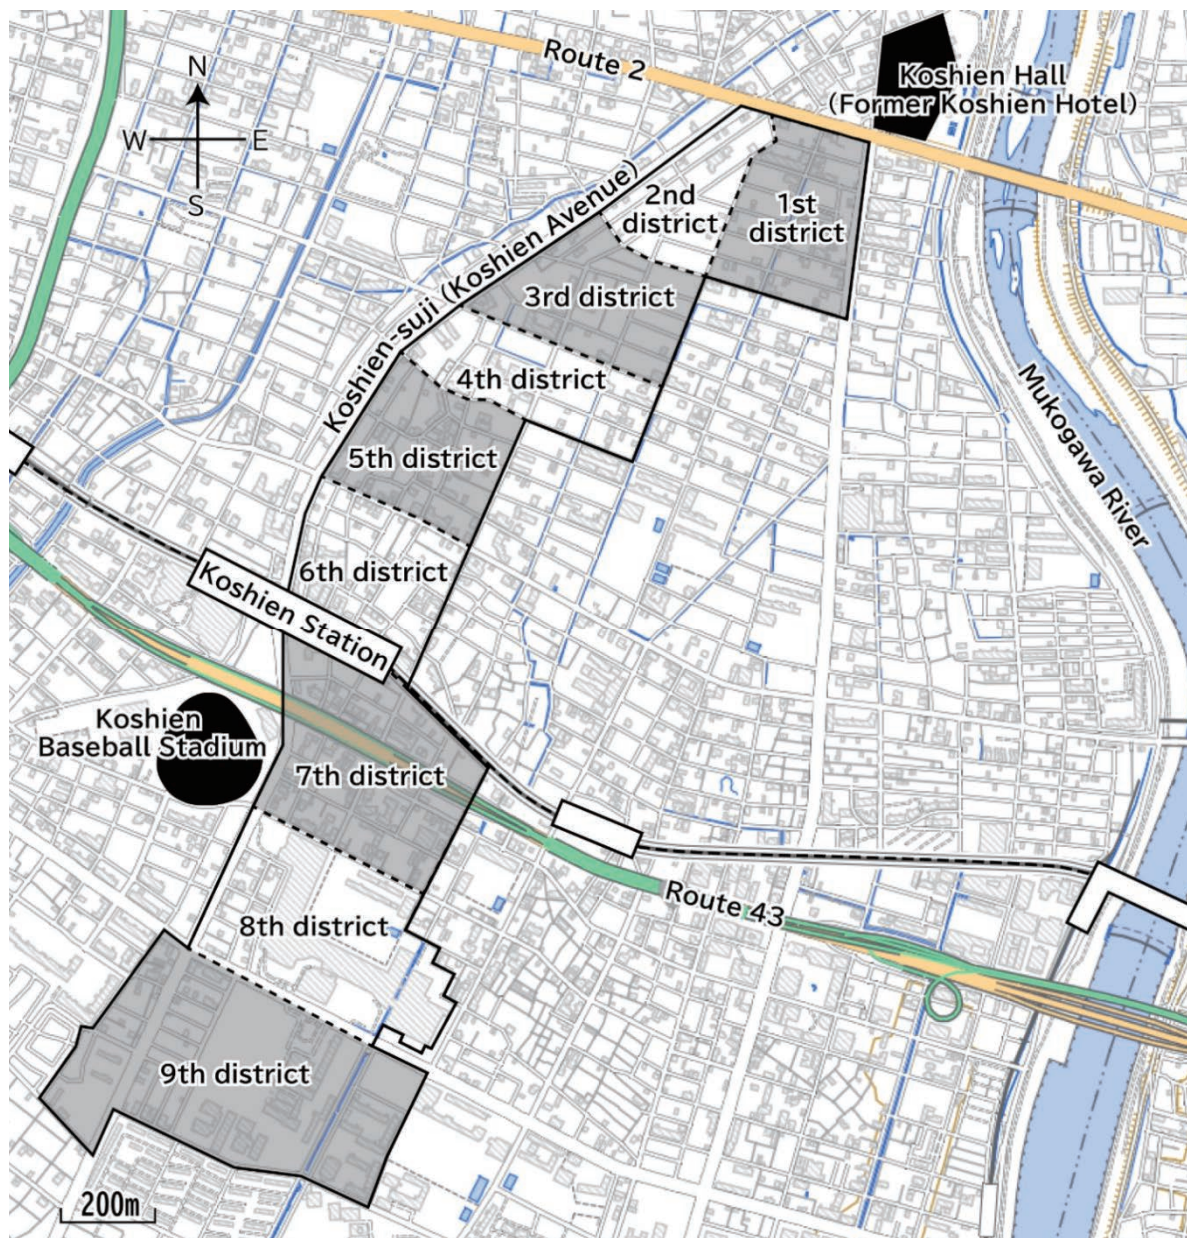 Route 2
Koshien Hall
(Former Koshien Hotel)
N
W
E
S
2nd
district
1st
district
Koshien-suji (Koshien Avenue)
3rd district
4th district
Mukogawa River
5th district
6th district
Koshien Station
Koshien
Baseball Stadium
7th district
Route 43
8th district
9th district
200m